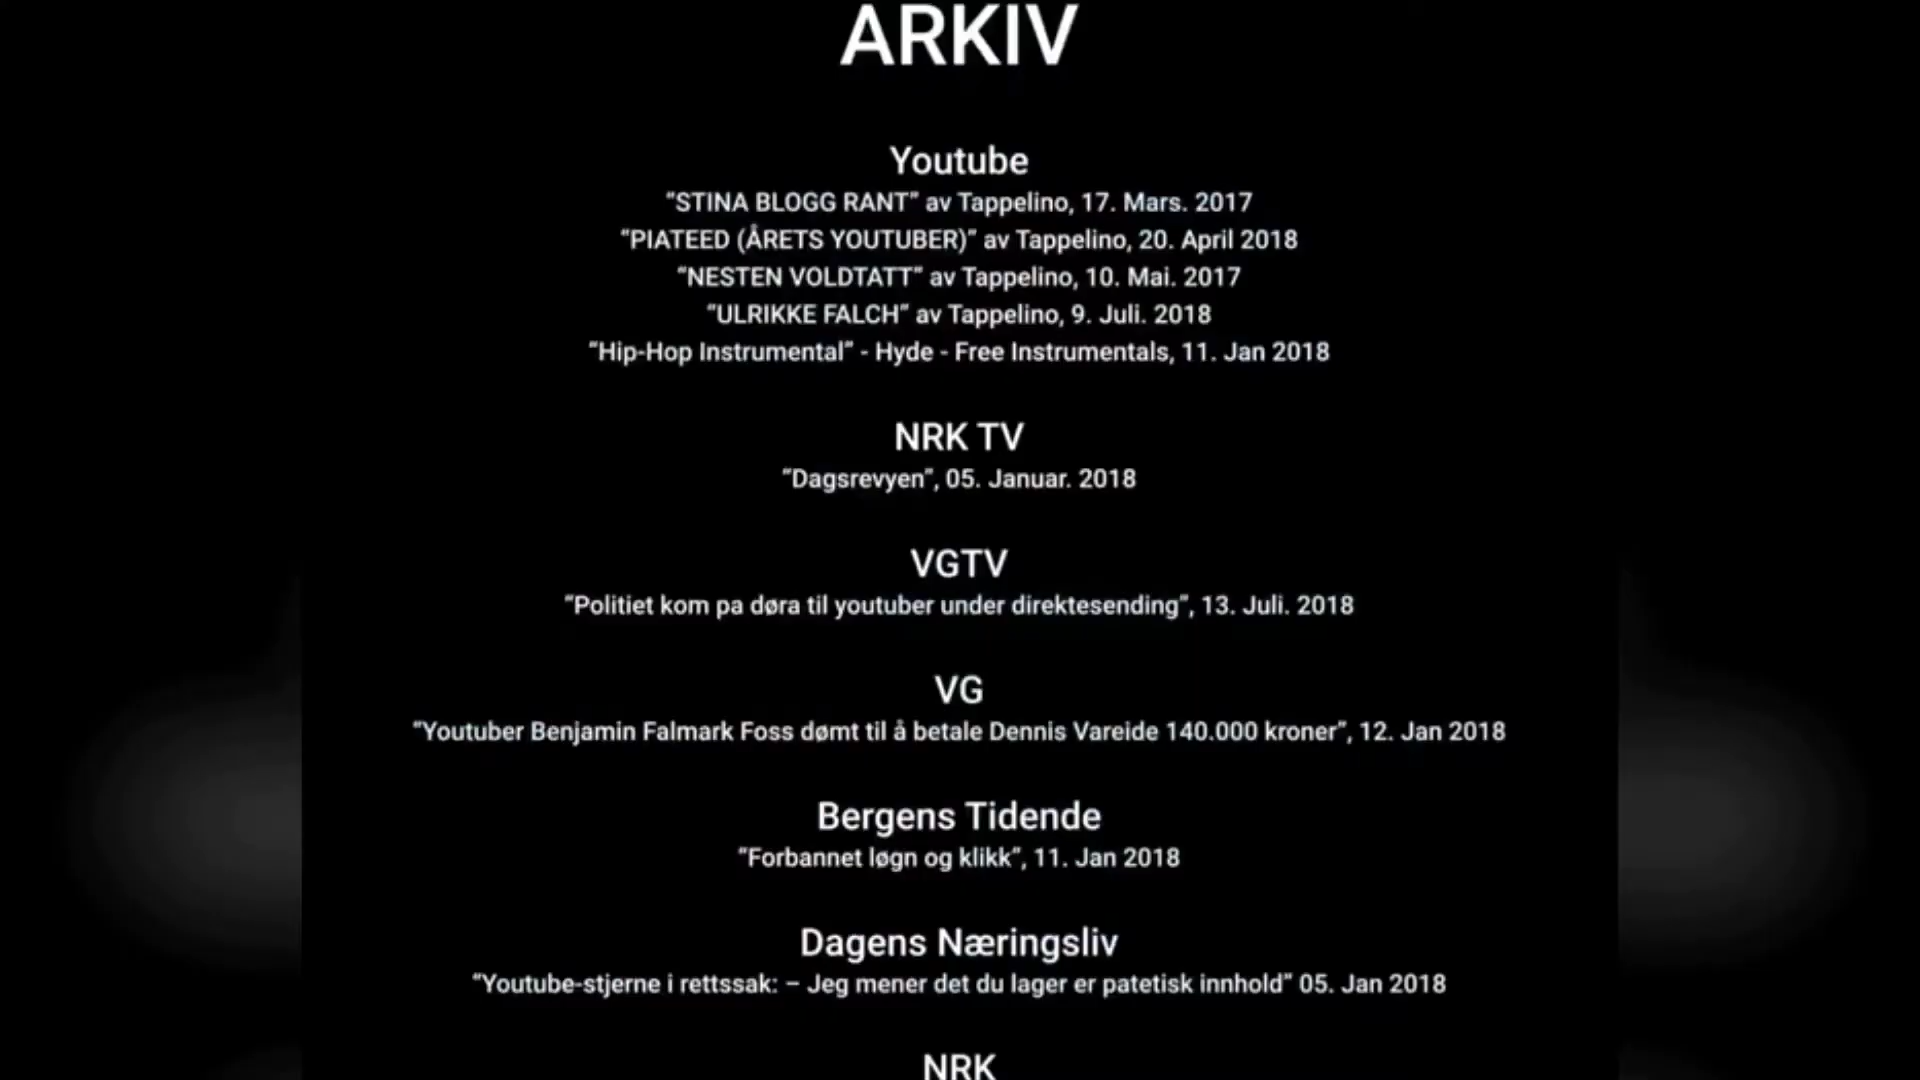 ARKIV
Youtube
“STINA BLOGG RANT” av Tappelino, 17. Mars. 2017
“PIATEED (ÅRETS YOUTUBER)” av Tappelino, 20. April 2018
“NESTEN VOLDTATT” av Tappelino, 10. Mai. 2017
“ULRIKKE FALCH” av Tappelino, 9. Juli. 2018
“Hip-Hop Instrumental” - Hyde - Free Instrumentals, 11. Jan 2018
NRK TV
“Dagsrevyen”, 05. Januar. 2018
VGTV
“Politiet kom pa døra til youtuber under direktesending”, 13. Juli. 2018
VG
“Youtuber Benjamin Falmark Foss dømt til å betale Dennis Vareide 140.000 kroner”, 12. Jan 2018
Bergens Tidende
“Forbannet løgn og klikk”, 11. Jan 2018
Dagens Næringsliv
“Youtube-stjerne i rettssak: – Jeg mener det du lager er patetisk innhold” 05. Jan 2018
NRK